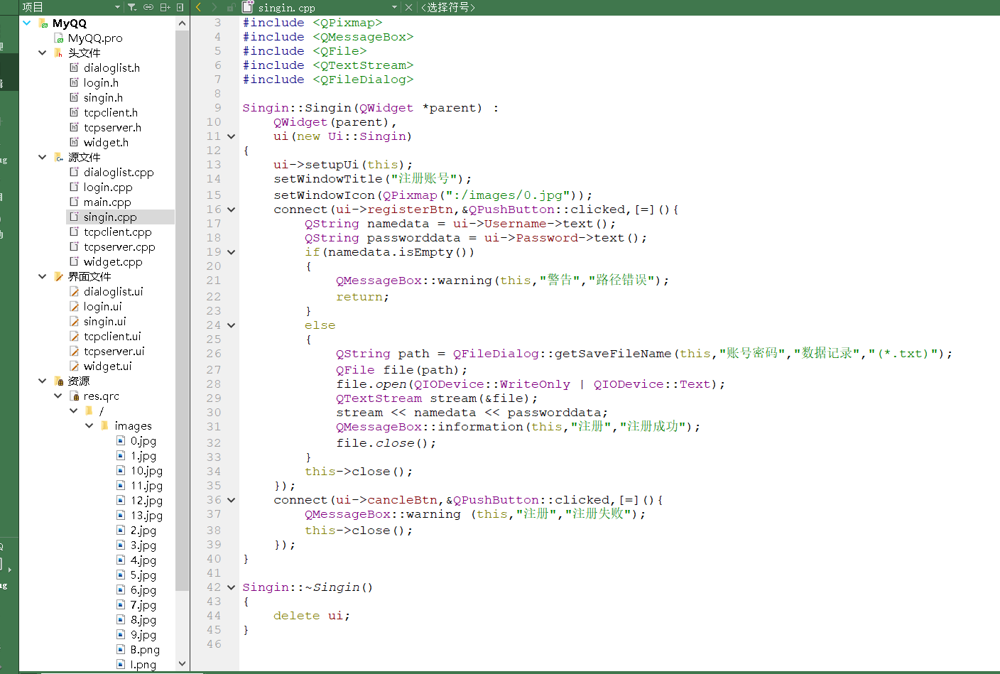 项目
singin.cpp
<选择符号>
MyQQ
MyQQ.pro
头文件
dialoglist.h
login.h
singin.h
tcpclient.h
tcpserver.h
widget.h
源文件
dialoglist.cpp
login.cpp
main.cpp
singin.cpp
tcpclient.cpp
tcpserver.cpp
widget.cpp
界面文件
dialoglist.ui
login.ui
singin.ui
tcpclient.ui
tcpserver.ui
widget.ui
资源
res.qrc
/
images
0.jpg
1.jpg
10.jpg
11.jpg
12.jpg
13.jpg
2.jpg
3.jpg
4.jpg
5.jpg
6.jpg
7.jpg
8.jpg
9.jpg
B.png
I.png
3 #include <QPixmap>
4 #include <QMessageBox>
5 #include <QFile>
6 #include <QTextStream>
7 #include <QFileDialog>
8
9 Singin::Singin(QWidget *parent) :
10     QWidget(parent),
11     ui(new Ui::Singin)
12 {
13     ui->setupUi(this);
14     setWindowTitle("注册账号");
15     setWindowIcon(QPixmap(":/images/0.jpg"));
16     connect(ui->registerBtn,&QPushButton::clicked,[=](){
17         QString namedata = ui->Username->text();
18         QString passworddata = ui->Password->text();
19         if(namedata.isEmpty())
20         {
21             QMessageBox::warning(this,"警告","路径错误");
22             return;
23         }
24         else
25         {
26             QString path = QFileDialog::getSaveFileName(this,"账号密码","数据记录","(*.txt)");
27             QFile file(path);
28             file.open(QIODevice::WriteOnly | QIODevice::Text);
29             QTextStream stream(&file);
30             stream << namedata << passworddata;
31             QMessageBox::information(this,"注册","注册成功");
32             file.close();
33         }
34         this->close();
35     });
36     connect(ui->cancleBtn,&QPushButton::clicked,[=](){
37         QMessageBox::warning (this,"注册","注册失败");
38         this->close();
39     });
40 }
41
42 Singin::~Singin()
43 {
44     delete ui;
45 }
46